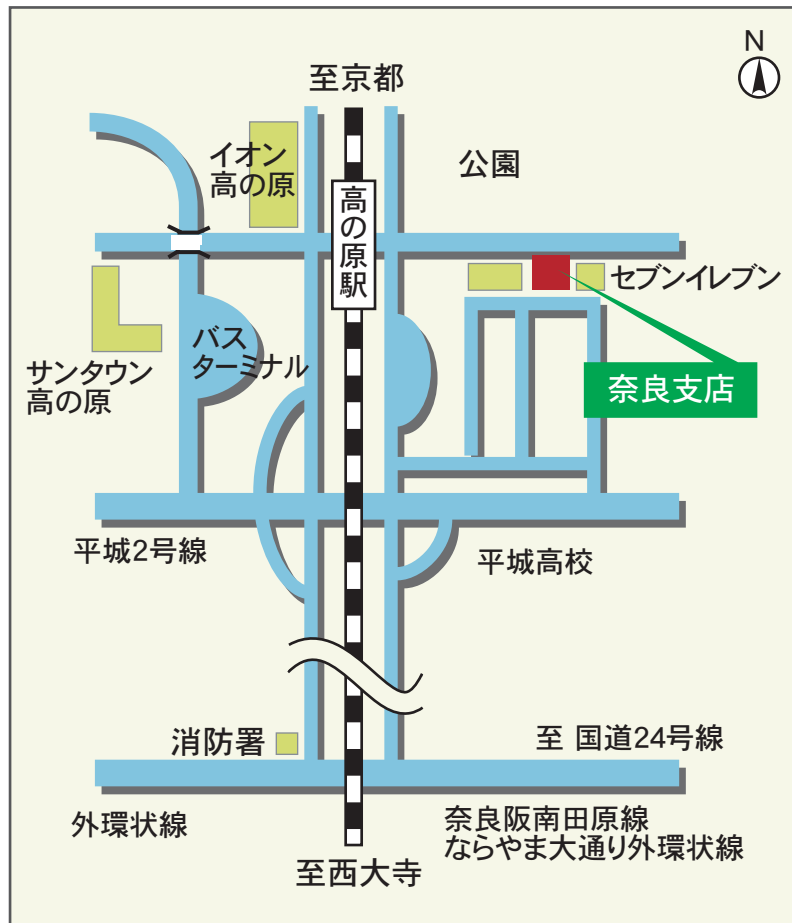 N
至京都
イオン
高の原
公園
高の原駅
セブンイレブン
バス
ターミナル
サンタウン
高の原
奈良支店
平城2号線
平城高校
消防署
至 国道24号線
外環状線
奈良阪南田原線
ならやま大通り外環状線
至西大寺